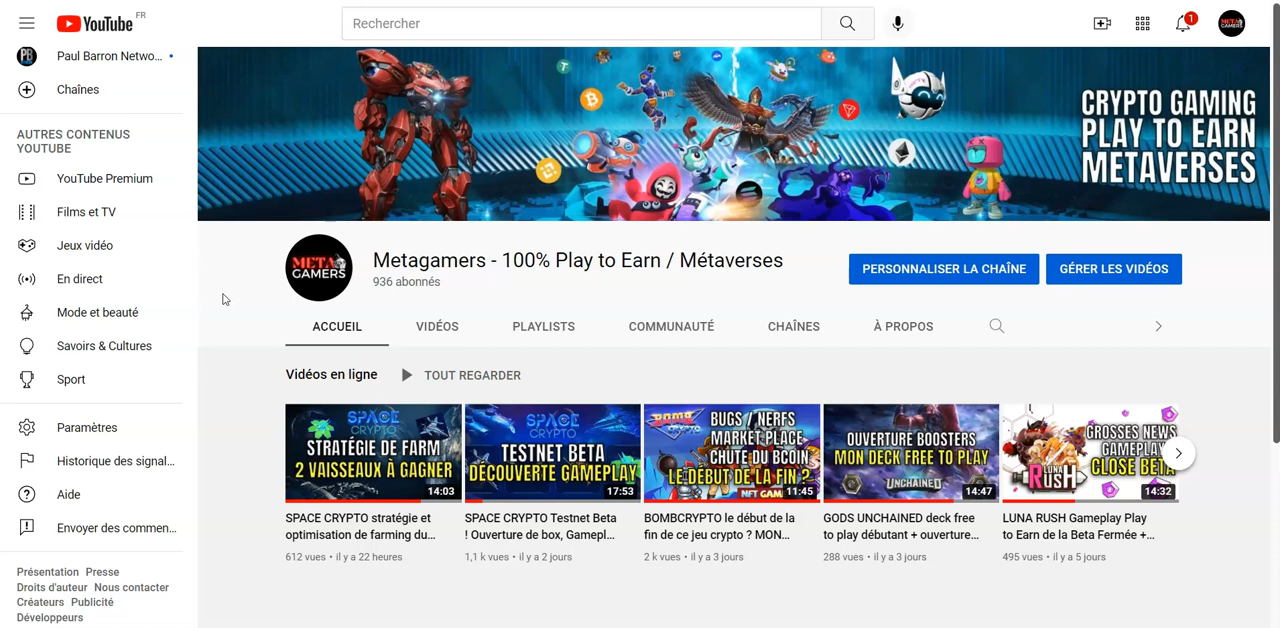 YouTube FR
Rechercher
1
Paul Barron Netwo...
Chaînes
AUTRES CONTENUS
YOUTUBE
YouTube Premium
Films et TV
Jeux vidéo
En direct
Mode et beauté
Savoirs & Cultures
Sport
Paramètres
Historique des signal...
Aide
Envoyer des commen...
Présentation Presse
Droits d'auteur Nous contacter
Créateurs Publicité
Développeurs
CRYPTO GAMING
PLAY TO EARN
METAVERSES
META
GAMERS
Metagamers - 100% Play to Earn / Métaverses
936 abonnés
PERSONNALISER LA CHAÎNE
GÉRER LES VIDÉOS
ACCUEIL VIDÉOS PLAYLISTS COMMUNAUTÉ CHAÎNES À PROPOS
Vidéos en ligne TOUT REGARDER
SPACE
CRYPTO
STRATÉGIE DE FARM
2 VAISSEAUX À GAGNER
14:03
SPACE CRYPTO stratégie et
optimisation de farming du...
612 vues • il y a 22 heures
SPACE
CRYPTO
TESTNET BETA
DÉCOUVERTE GAMEPLAY
17:53
SPACE CRYPTO Testnet Beta
! Ouverture de box, Gamepl...
1,1 k vues • il y a 2 jours
BOMB
CRYPTO
BUGS / NERFS
MARKETPLACE
CHUTE DU BCOIN
LE DÉBUT DE LA FIN ?
NFT GAM
11:45
BOMBCRYPTO le début de la
fin de ce jeu crypto ? MON...
2 k vues • il y a 3 jours
OUVERTURE BOOSTERS
MON DECK FREE TO PLAY
UNCHAINED
14:47
GODS UNCHAINED deck free
to play débutant + ouverture...
288 vues • il y a 3 jours
GROSSES NEWS
GAMEPLAY
CLOSE BETA
LUNA
RUSH
14:32
LUNA RUSH Gameplay Play
to Earn de la Beta Fermée +...
495 vues • il y a 5 jours